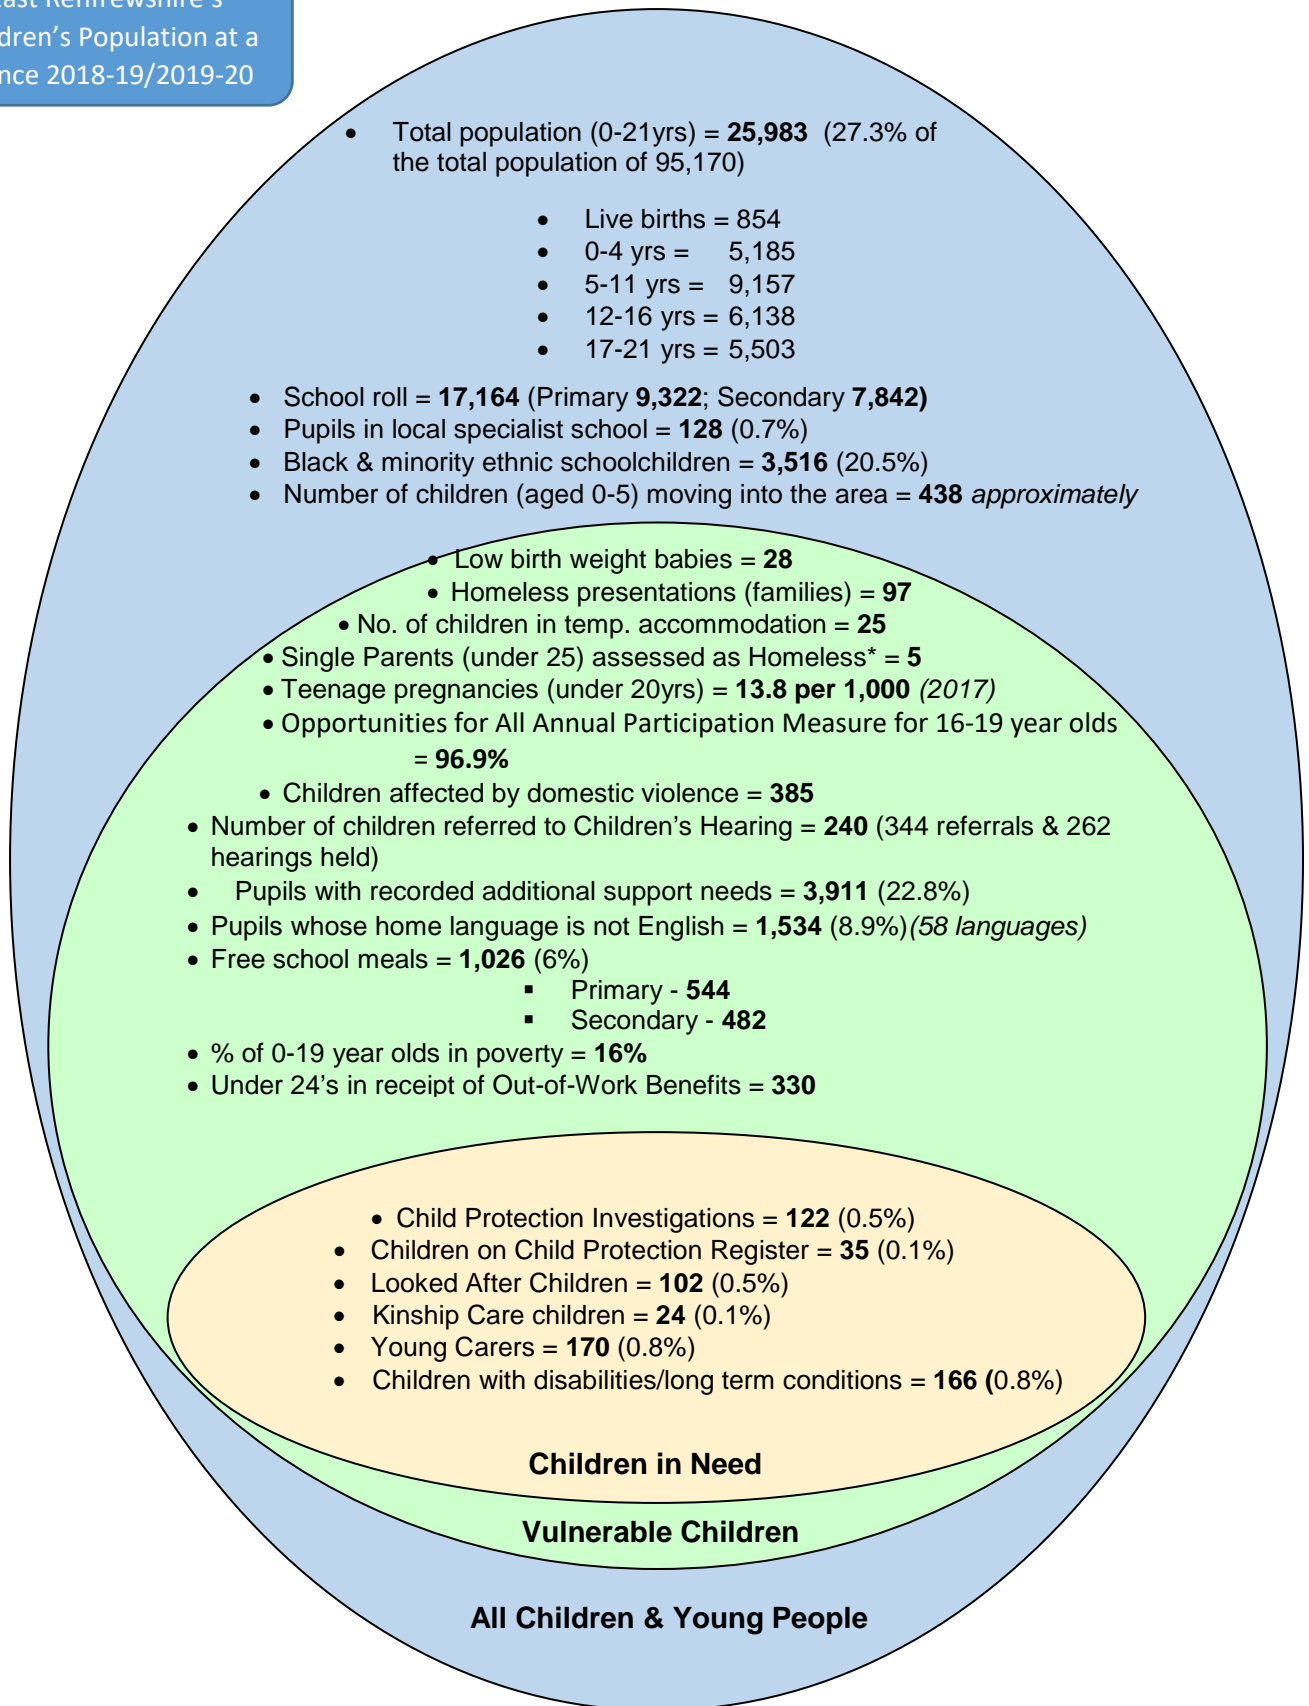 Renfrewshire's
dren's Population at a
nce 2018-19/2019-20
• Total population (0-21yrs) = 25,983 (27.3% of
the total population of 95,170)
• Live births = 854
• 0-4 yrs = 5,185
• 5-11 yrs = 9,157
• 12-16 yrs = 6,138
• 17-21 yrs = 5,503
• School roll = 17,164 (Primary 9,322; Secondary 7,842)
• Pupils in local specialist school = 128 (0.7%)
• Black & minority ethnic schoolchildren = 3,516 (20.5%)
• Number of children (aged 0-5) moving into the area = 438 approximately
• Low birth weight babies = 28
• Homeless presentations (families) = 97
• No. of children in temp. accommodation = 25
• Single Parents (under 25) assessed as Homeless* = 5
• Teenage pregnancies (under 20yrs) = 13.8 per 1,000 (2017)
• Opportunities for All Annual Participation Measure for 16-19 year olds
= 96.9%
• Children affected by domestic violence = 385
• Number of children referred to Children's Hearing = 240 (344 referrals & 262
hearings held)
• Pupils with recorded additional support needs = 3,911 (22.8%)
• Pupils whose home language is not English = 1,534 (8.9%)(58 languages)
• Free school meals = 1,026 (6%)
▪ Primary - 544
▪ Secondary - 482
• % of 0-19 year olds in poverty = 16%
• Under 24's in receipt of Out-of-Work Benefits = 330
• Child Protection Investigations = 122 (0.5%)
• Children on Child Protection Register = 35 (0.1%)
• Looked After Children = 102 (0.5%)
• Kinship Care children = 24 (0.1%)
• Young Carers = 170 (0.8%)
• Children with disabilities/long term conditions = 166 (0.8%)
Children in Need
Vulnerable Children
All Children & Young People